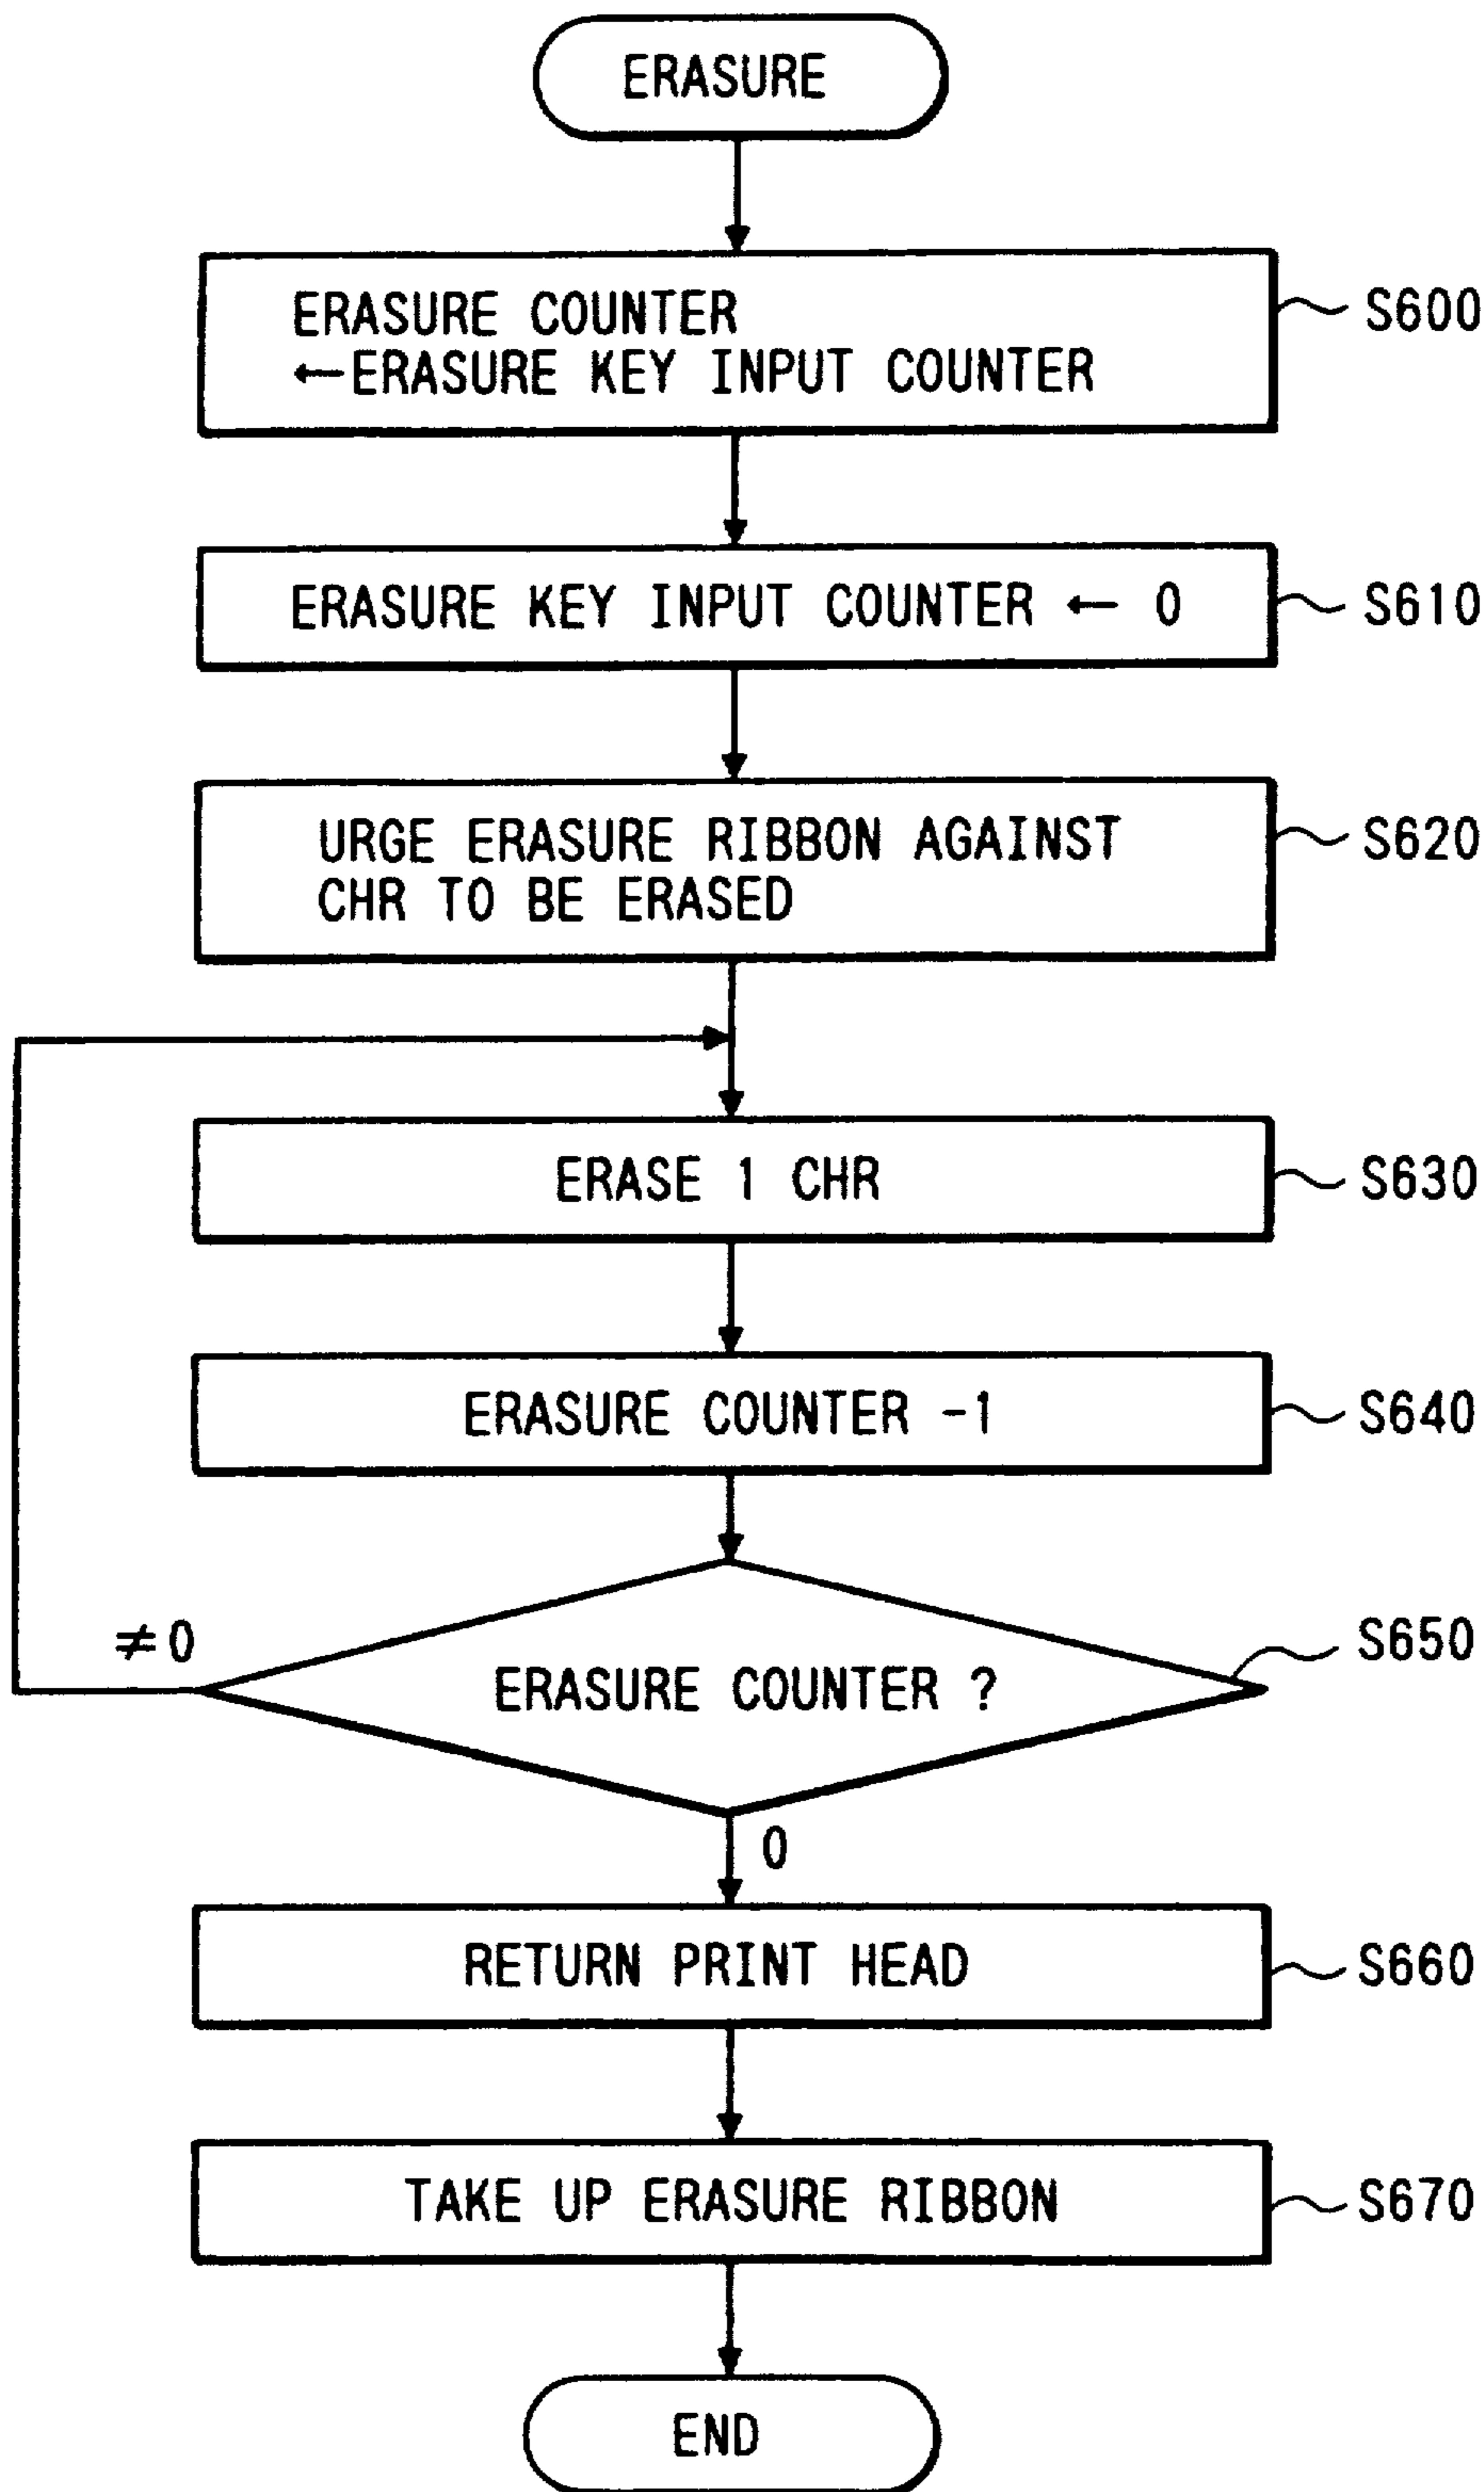 ERASURE
ERASURE COUNTER
←ERASURE KEY INPUT COUNTER
S600
ERASURE KEY INPUT COUNTER ← 0
S610
URGE ERASURE RIBBON AGAINST
CHR TO BE ERASED
S620
ERASE 1 CHR
S630
ERASURE COUNTER -1
S640
≠0
ERASURE COUNTER ?
S650
0
RETURN PRINT HEAD
S660
TAKE UP ERASURE RIBBON
S670
END